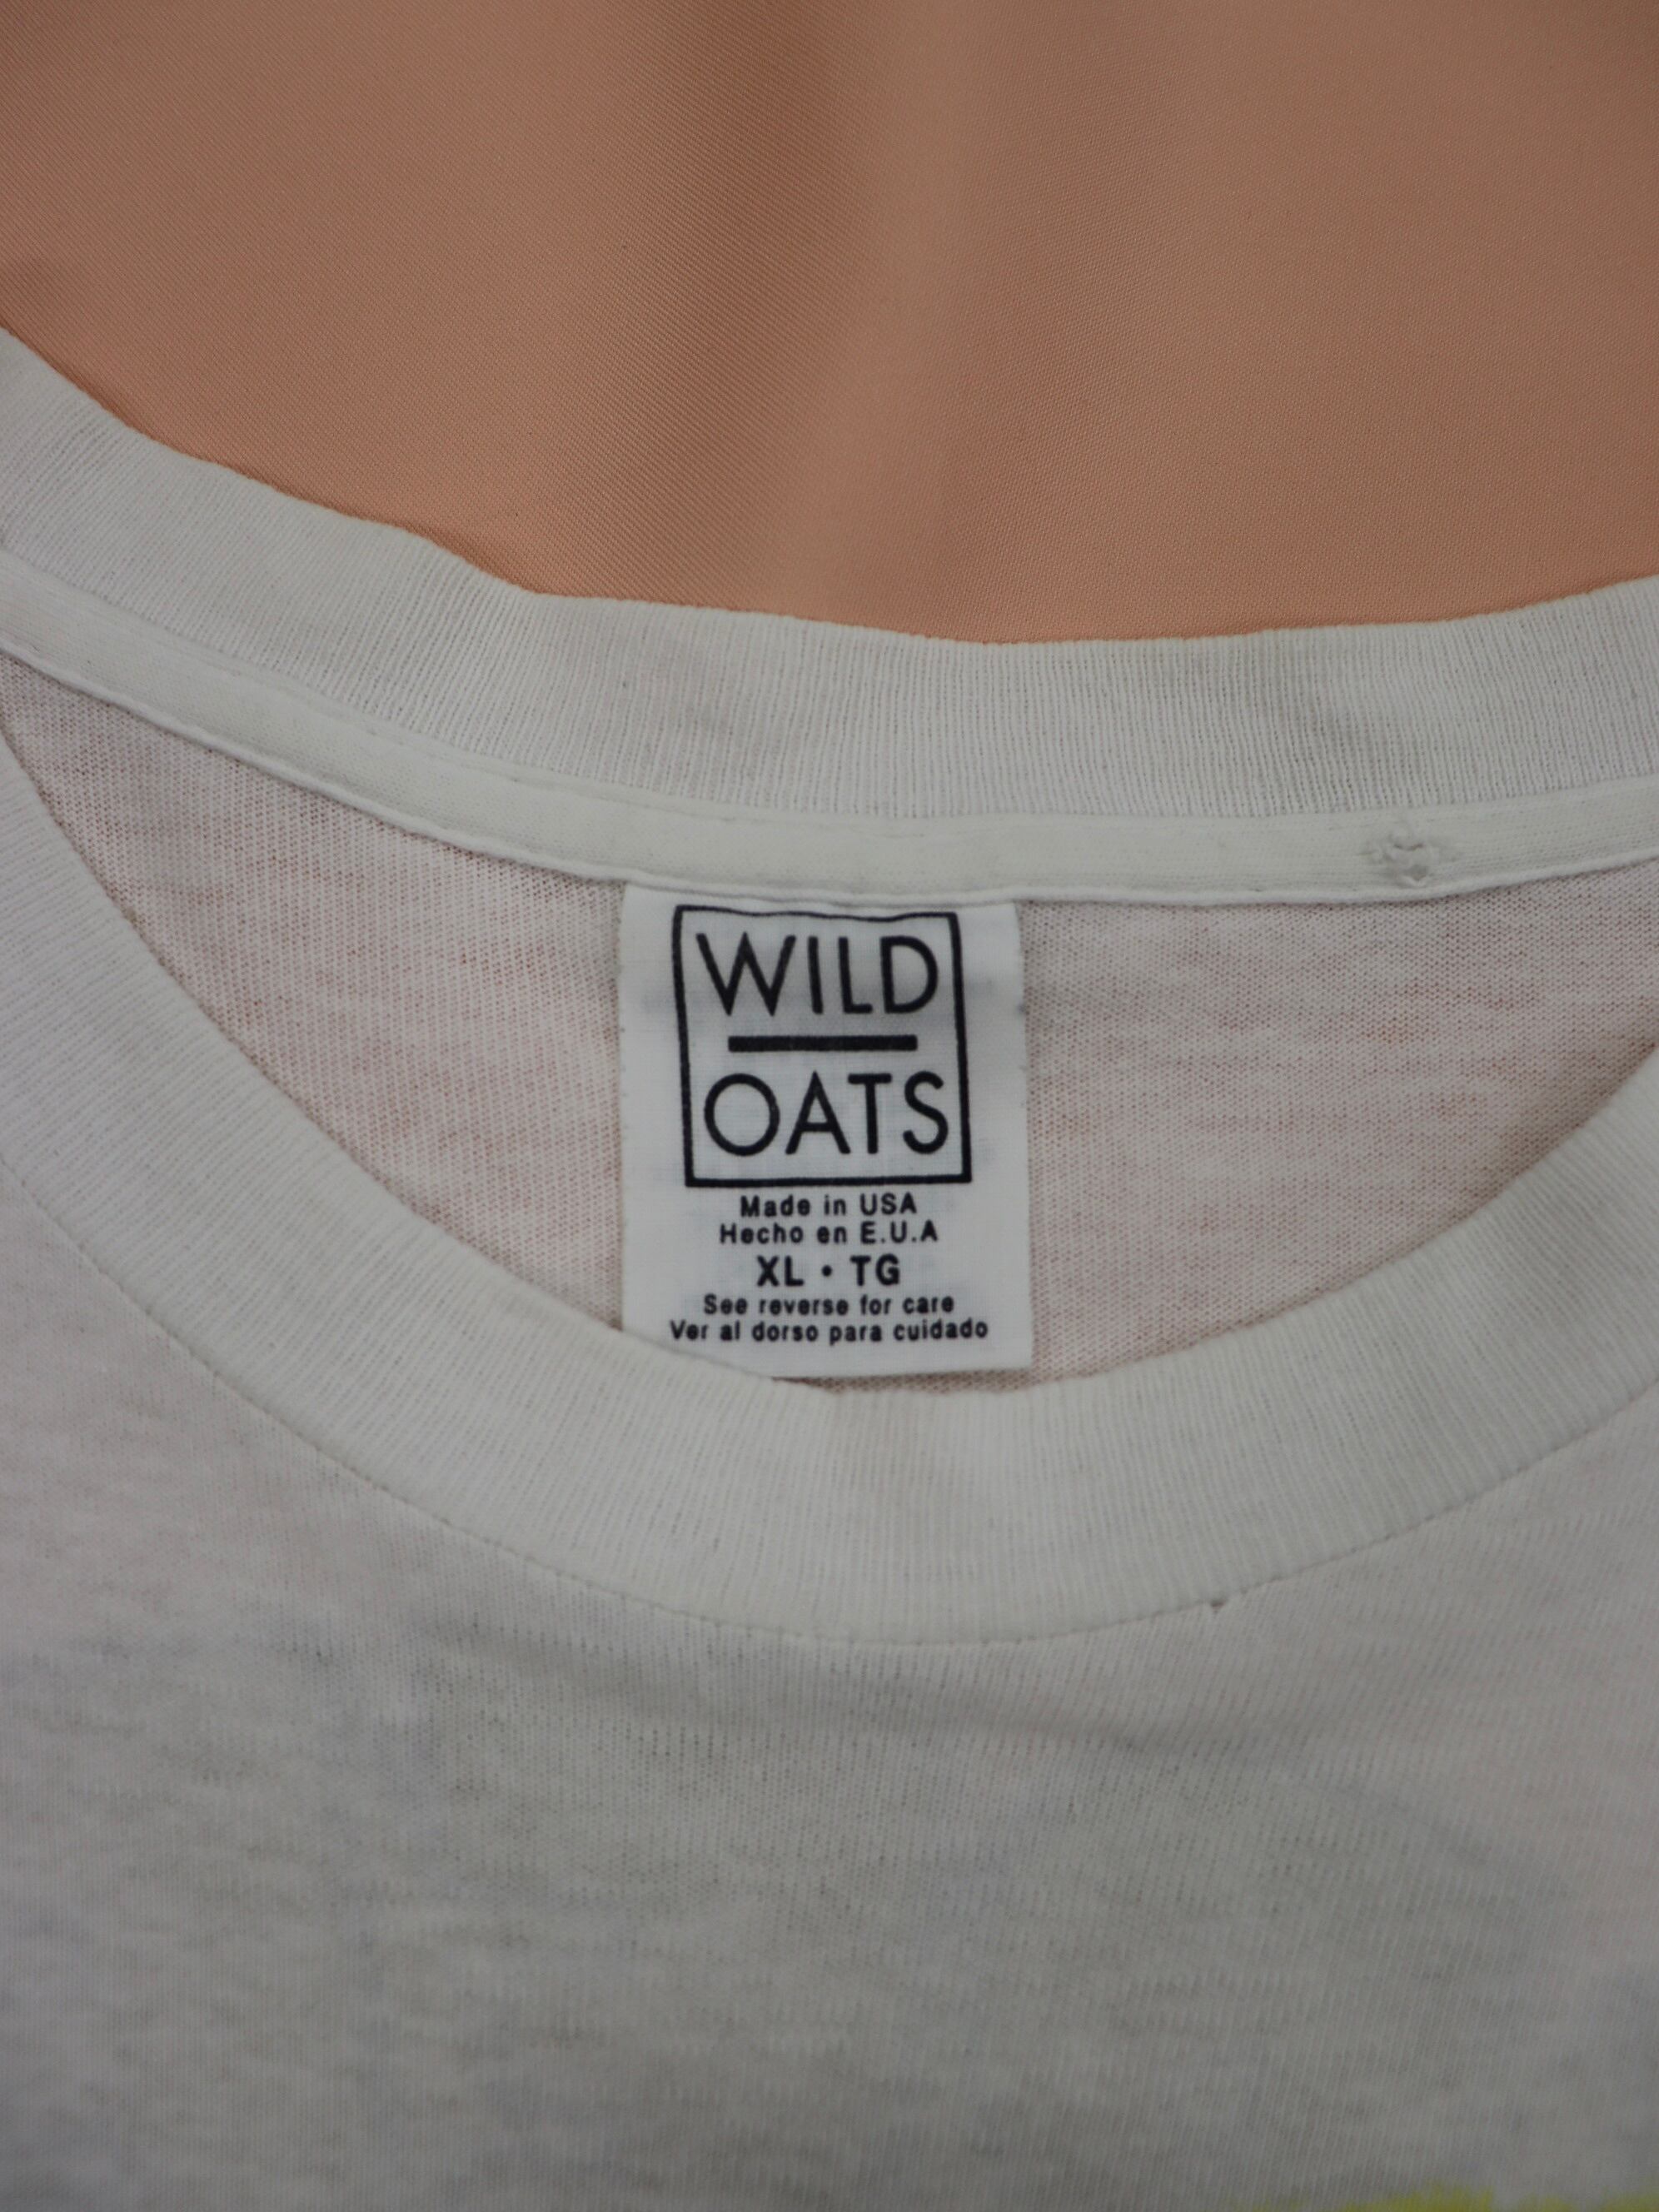 WILD
OATS
Made in USA
Hecho en E.U.A
XL • TG
See reverse for care
Ver al dorso para cuidado